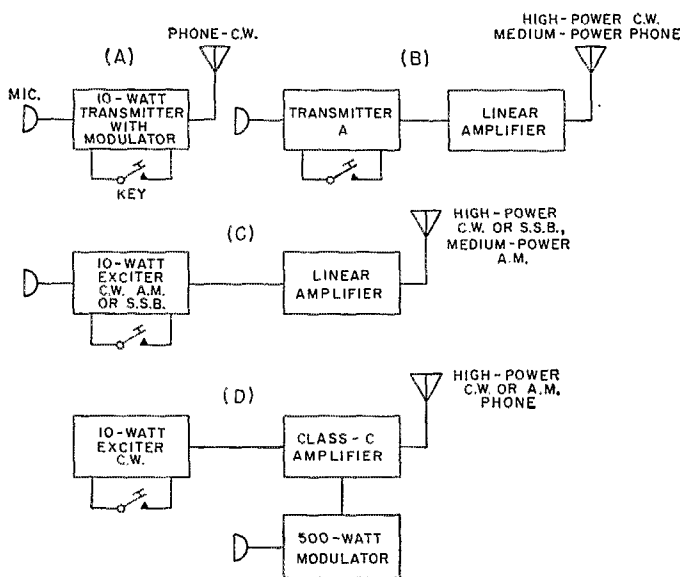 (A)
PHONE-C.W.
MIC.
10-WATT
TRANSMITTER
WITH
MODULATOR
KEY
(B)
HIGH-POWER C.W.
MEDIUM-POWER PHONE
TRANSMITTER
A
LINEAR
AMPLIFIER
(C)
10-WATT
EXCITER
C.W. A.M.
OR S.S.B.
LINEAR
AMPLIFIER
HIGH-POWER
C.W. OR S.S.B.,
MEDIUM-POWER
A.M.
(D)
10-WATT
EXCITER
C.W.
CLASS-C
AMPLIFIER
HIGH-POWER
C.W. OR A.M.
PHONE
500-WATT
MODULATOR